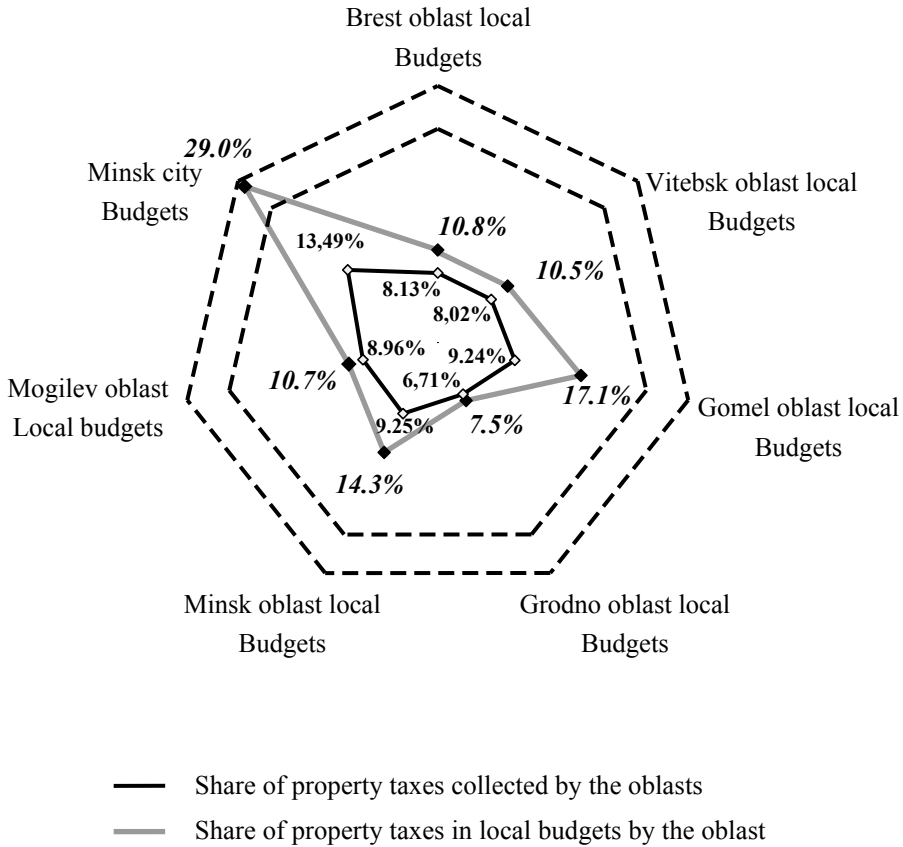 Brest oblast local
Budgets
29.0%
Minsk city
Budgets
Vitebsk oblast local
Budgets
10.8%
13,49%
10.5%
8.13%
8,02%
8.96%
9.24%
10.7%
6,71%
17.1%
Mogilev oblast
Local budgets
9.25%
7.5%
Gomel oblast local
Budgets
14.3%
Minsk oblast local
Budgets
Grodno oblast local
Budgets
Share of property taxes collected by the oblasts
Share of property taxes in local budgets by the oblast